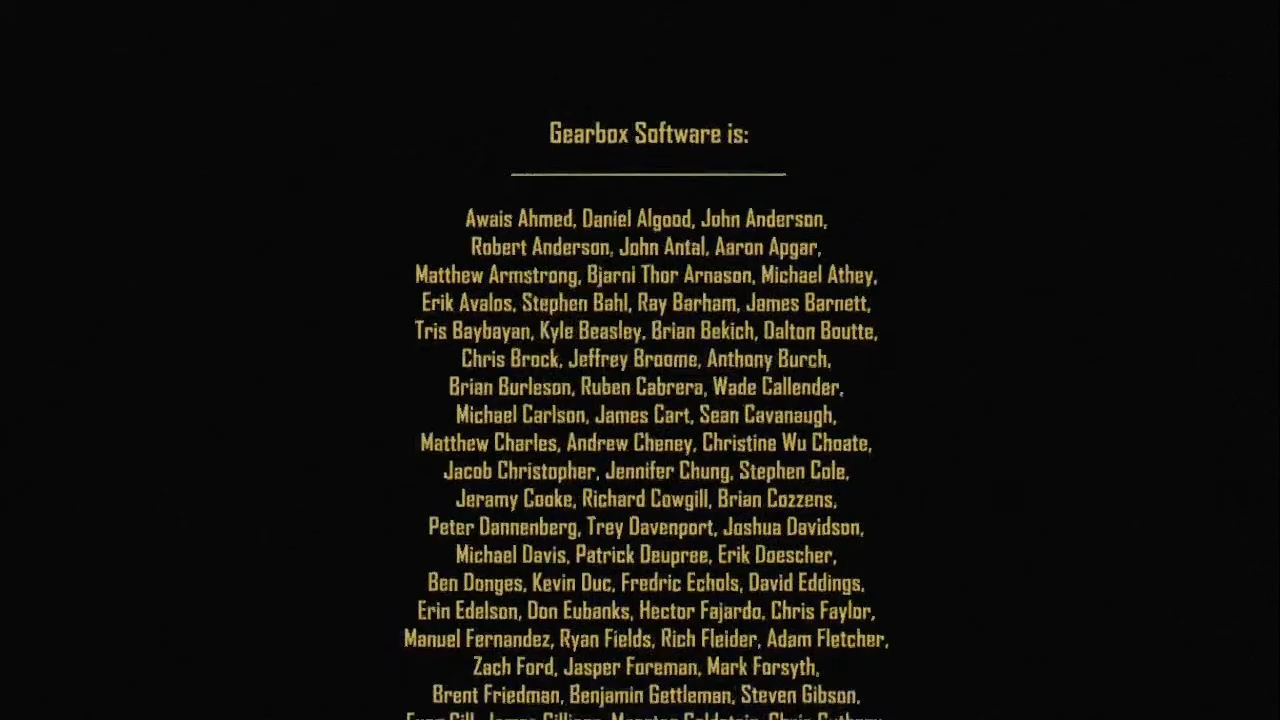 Gearbox Software is:
Awais Ahmed, Daniel Algood, John Anderson,
Robert Anderson, John Antal, Aaron Apgar,
Matthew Armstrong, Bjarni Thor Arnason, Michael Athey,
Erik Avalos, Stephen Bahl, Ray Barham, James Barnett,
Tris Baybayan, Kyle Beasley, Brian Bekich, Dalton Boutte,
Chris Brock, Jeffrey Broome, Anthony Burch,
Brian Burleson, Ruben Cabrera, Wade Callender,
Michael Carlson, James Cart, Sean Cavanaugh,
Matthew Charles, Andrew Cheney, Christine Wu Choate,
Jacob Christopher, Jennifer Chung, Stephen Cole,
Jeramy Cooke, Richard Cowgill, Brian Cozzens,
Peter Dannenberg, Trey Davenport, Joshua Davidson,
Michael Davis, Patrick Deupree, Erik Doescher,
Ben Donges, Kevin Duc, Fredric Echols, David Eddings,
Erin Edelson, Don Eubanks, Hector Fajardo, Chris Faylor,
Manuel Fernandez, Ryan Fields, Rich Fleider, Adam Fletcher,
Zach Ford, Jasper Foreman, Mark Forsyth,
Brent Friedman, Benjamin Gettleman, Steven Gibson,